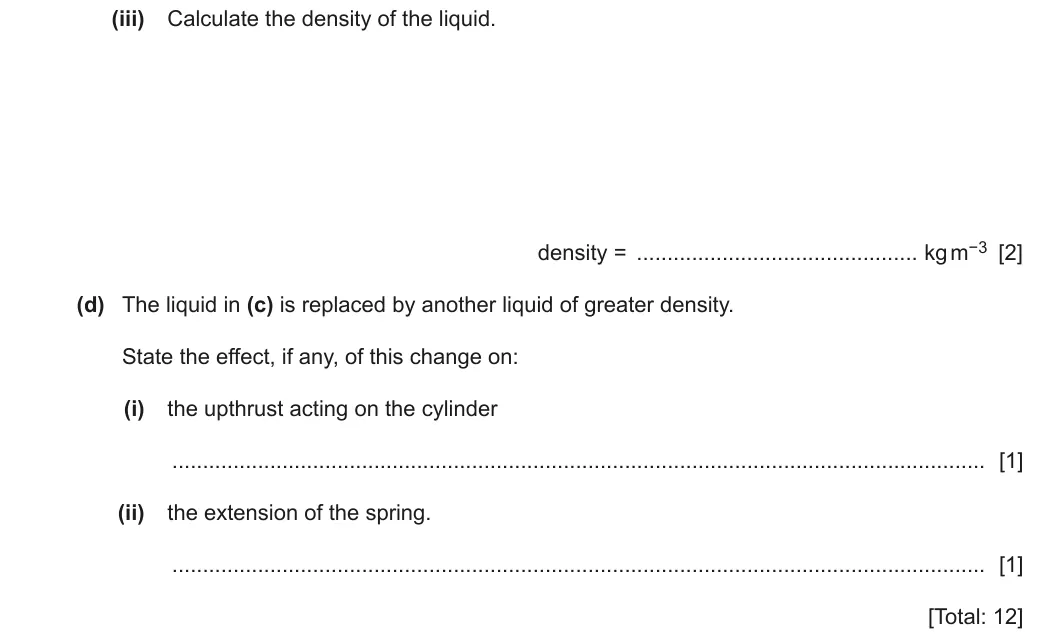 (iii) Calculate the density of the liquid.
density = .............................................. kg m⁻³ [2]
(d) The liquid in (c) is replaced by another liquid of greater density.
State the effect, if any, of this change on:
(i) the upthrust acting on the cylinder
...................................................................................................................................... [1]
(ii) the extension of the spring.
...................................................................................................................................... [1]
[Total: 12]